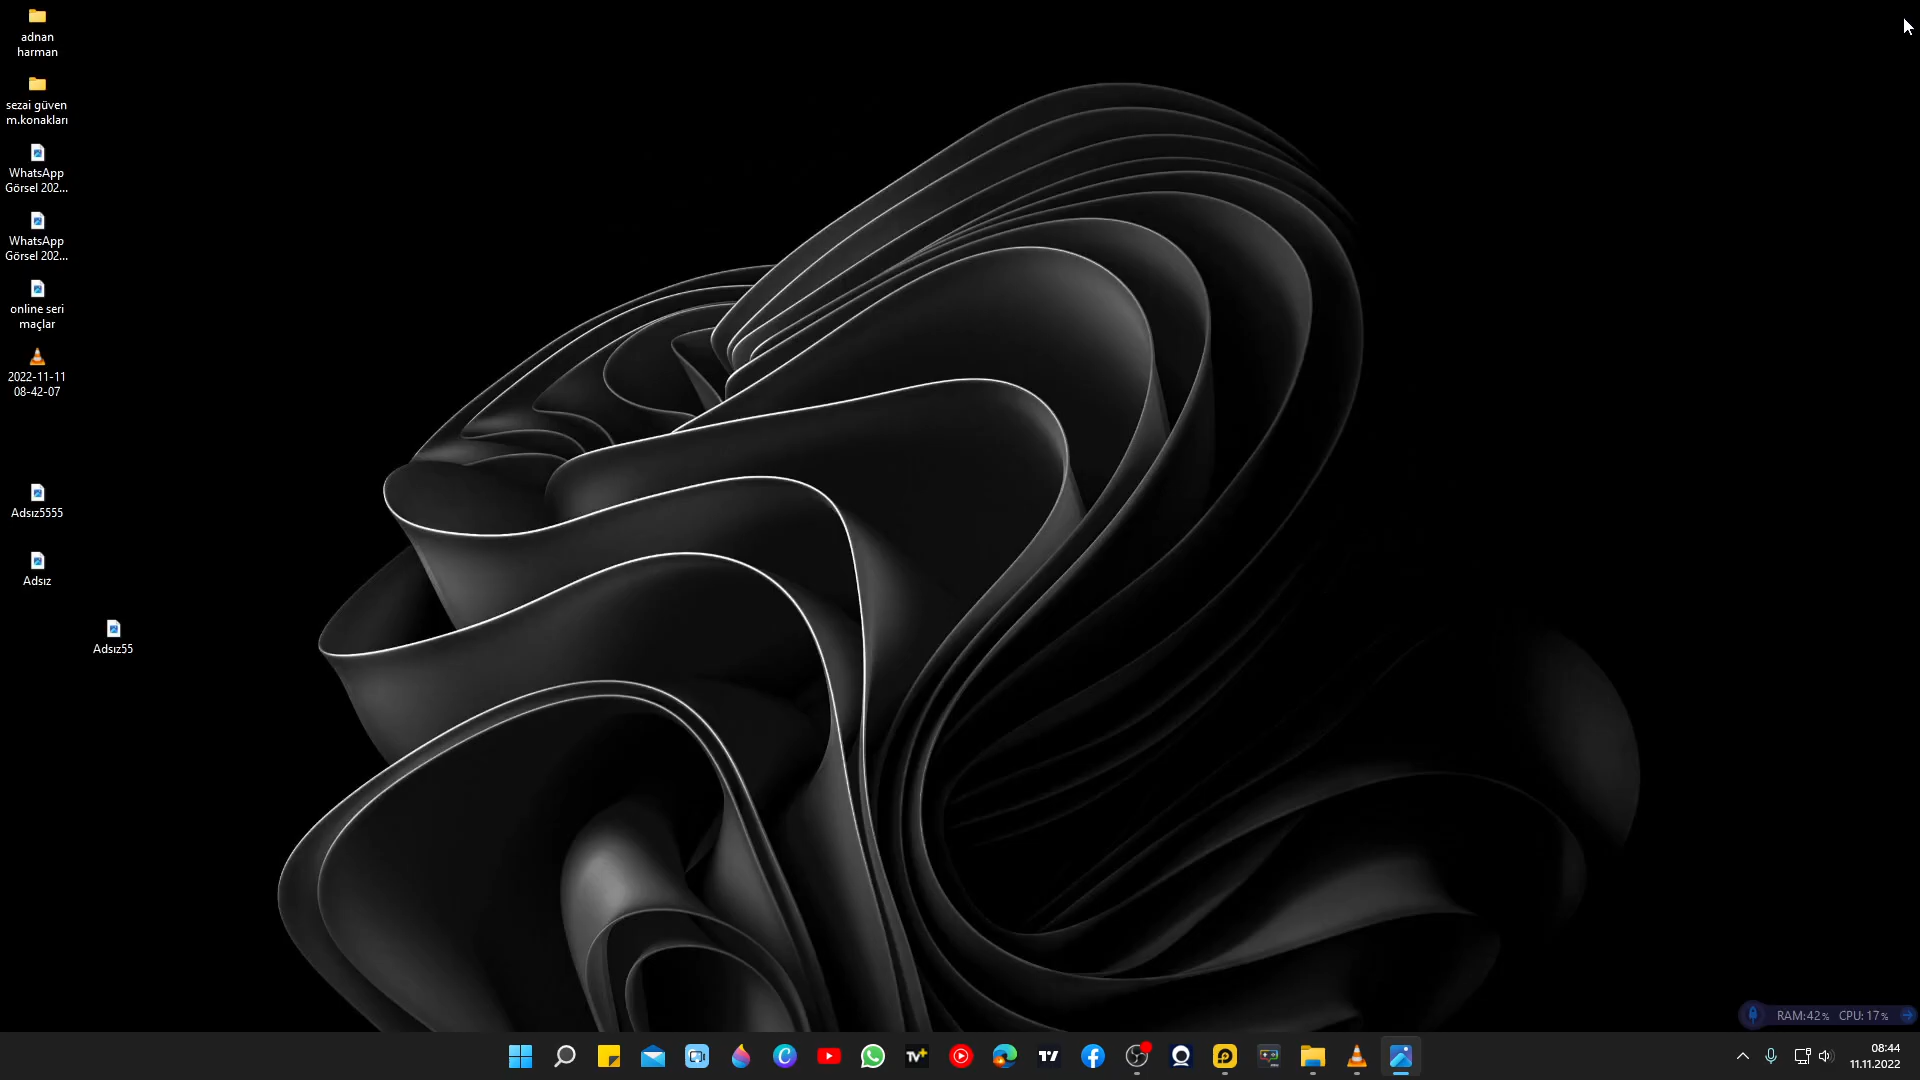 adnan
harman
sezai güven
m.konakları
WhatsApp
Görsel 202...
WhatsApp
Görsel 202...
online seri
maçlar
2022-11-11
08-42-07
Adsız5555
Adsız
Adsız55
RAM:42% CPU: 17%
TV+
08:44
11.11.2022